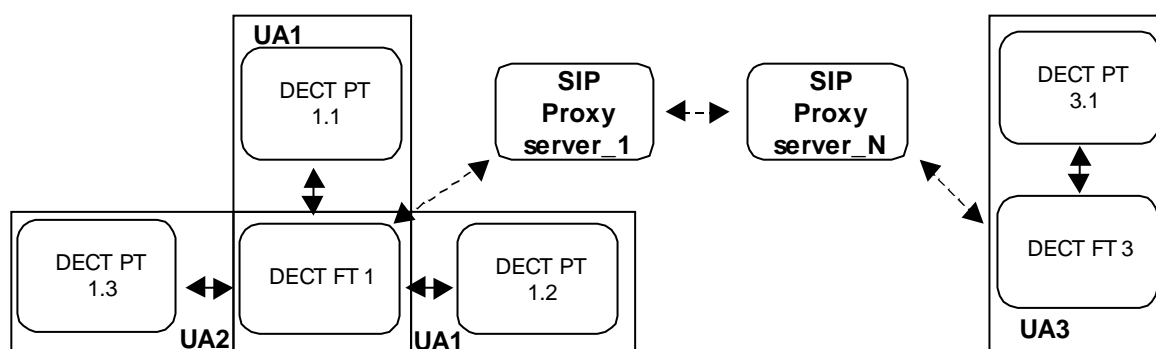 UA1
DECT PT
1.1
SIP
Proxy
server_1
SIP
Proxy
server_N
DECT PT
3.1
DECT PT
1.3
DECT FT 1
DECT PT
1.2
DECT FT 3
UA2
UA1
UA3